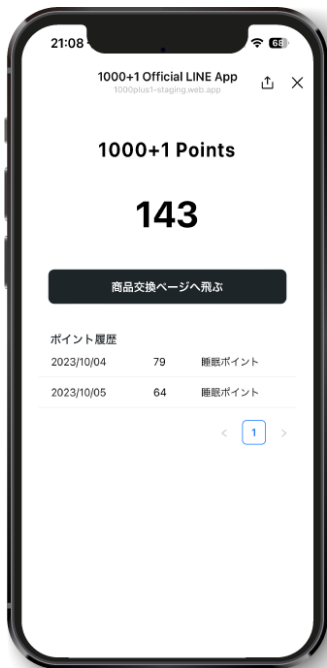 21:08
68
1000+1 Official LINE App
1000plus1-staging.web.app
1000+1 Points
143
商品交換ページへ飛ぶ
ポイント履歴
2023/10/04 79 睡眠ポイント
2023/10/05 64 睡眠ポイント
< 1 >